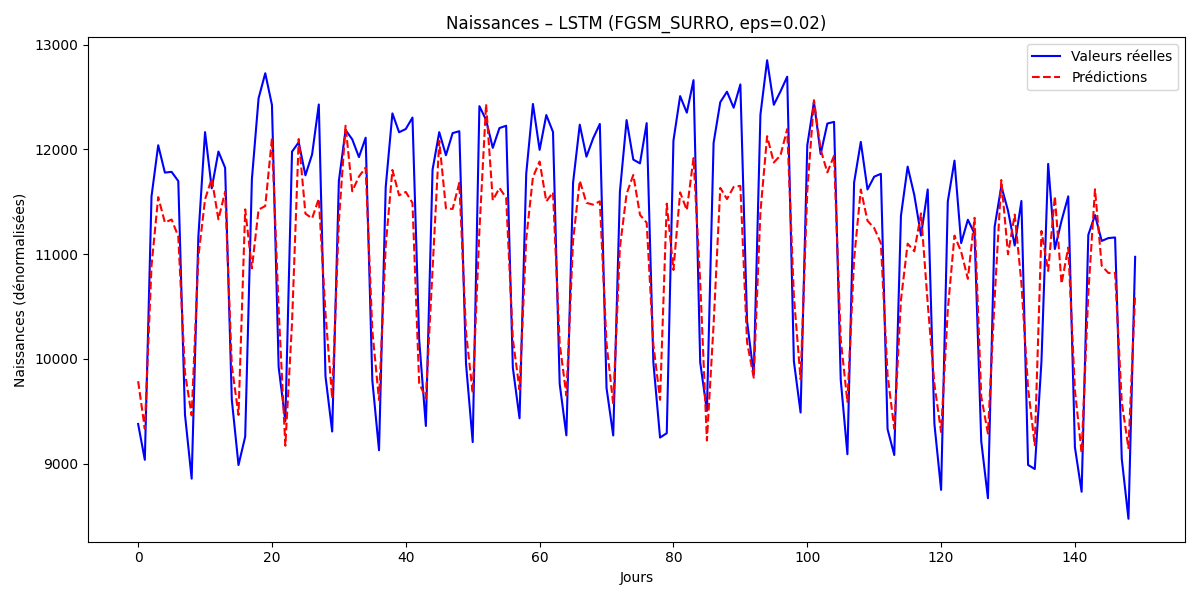 Naissances – LSTM (FGSM_SURRO, eps=0.02)
Valeurs réelles
Prédictions
Naissances (dénormalisées)
13000
12000
11000
10000
9000
0 20 40 60 80 100 120 140
Jours